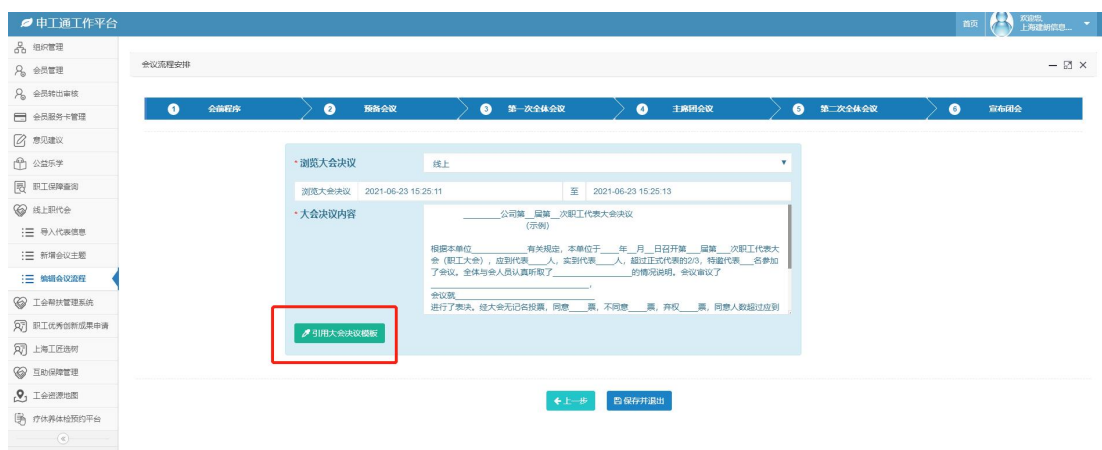 申工通工作平台
首页
欢迎您,
上海建朗信息...
组织管理
会员管理
会员转出审核
会员服务卡管理
意见建议
公益乐学
职工保障查询
线上职代会
导入代表信息
新增会议主题
编辑会议流程
工会帮扶管理系统
职工优秀创新成果申请
上海工匠选树
互助保障管理
工会资源地图
疗休养体检预约平台
会议流程安排
1 会前程序
2 预备会议
3 第一次全体会议
4 主席团会议
5 第二次全体会议
6 宣布闭会
*浏览大会决议 线上
浏览大会决议 2021-06-23 15:25:11 至 2021-06-23 15:25:13
*大会决议内容
________公司第__届第__次职工代表大会决议
(示例)
根据本单位__________有关规定，本单位于____年__月__日召开第__届第___次职工代表大
会（职工大会），应到代表____人，实到代表____人，超过正式代表的2/3，特邀代表___名参加
了会议。全体与会人员认真听取了______________的情况说明。会议审议了
____________________________，
会议就_________________________
进行了表决。经大会无记名投票，同意____票，不同意____票，弃权____票，同意人数超过应到
引用大会决议模板
上一步
保存并退出